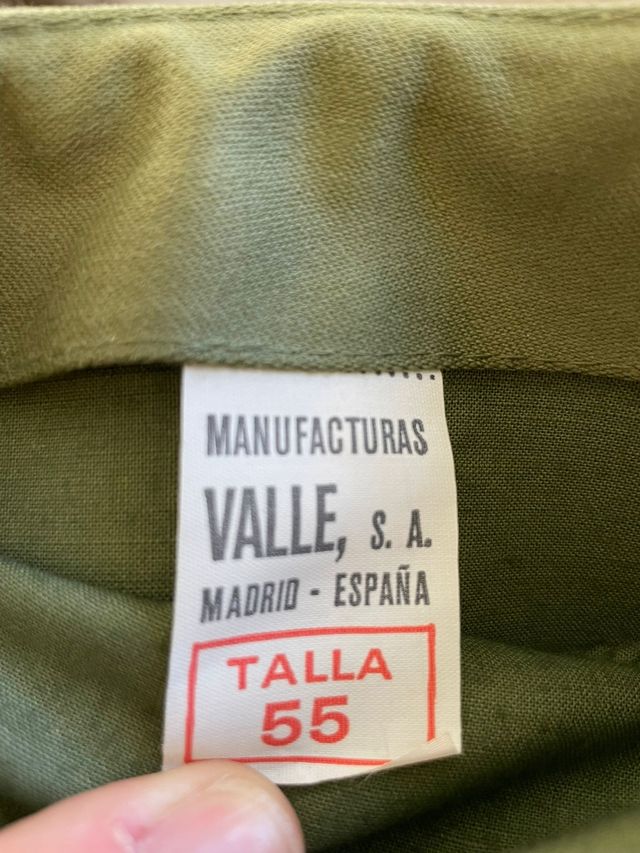 MANUFACTURAS
VALLE, S. A.
MADRID - ESPAÑA
TALLA
55